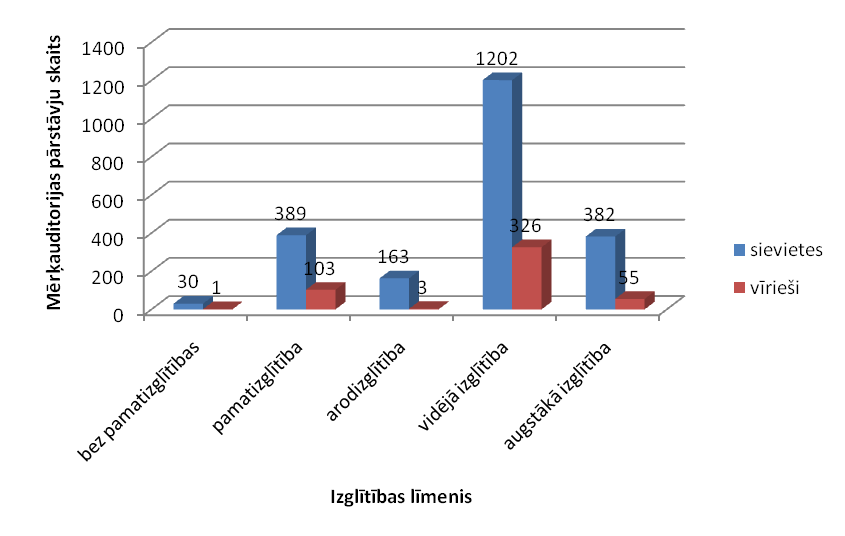 Mērķauditorijas pārstāvju skaits
1400
1200
1000
800
600
400
200
0
30
1
389
103
163
3
1202
326
382
55
bez pamatizglītības
pamatizglītība
arodizglītība
vidējā izglītība
augstākā izglītība
Izglītības līmenis
sievietes
vīrieši